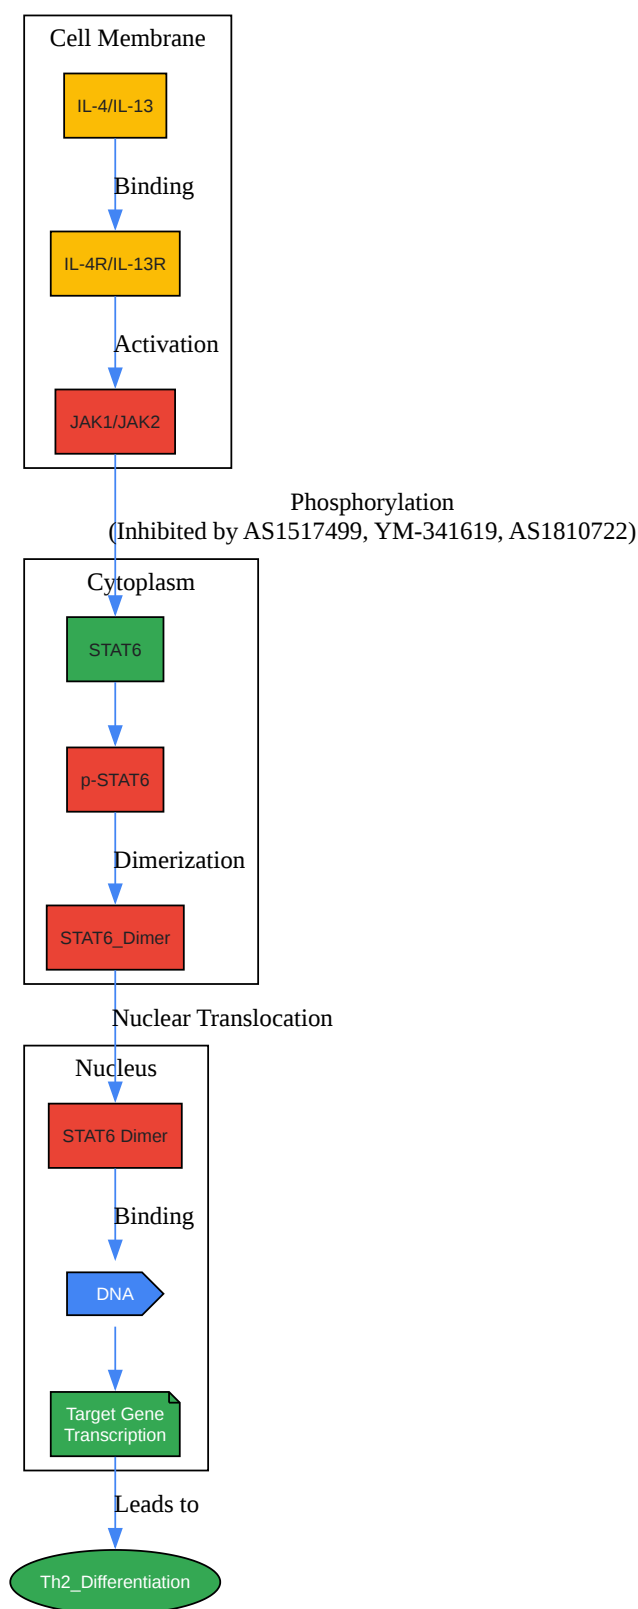 Cell Membrane
IL-4/IL-13
Binding
IL-4R/IL-13R
Activation
JAK1/JAK2
Phosphorylation
(Inhibited by AS1517499, YM-341619, AS1810722)
Cytoplasm
STAT6
p-STAT6
Dimerization
STAT6_Dimer
Nuclear Translocation
Nucleus
STAT6 Dimer
Binding
DNA
Target Gene
Transcription
Leads to
Th2_Differentiation